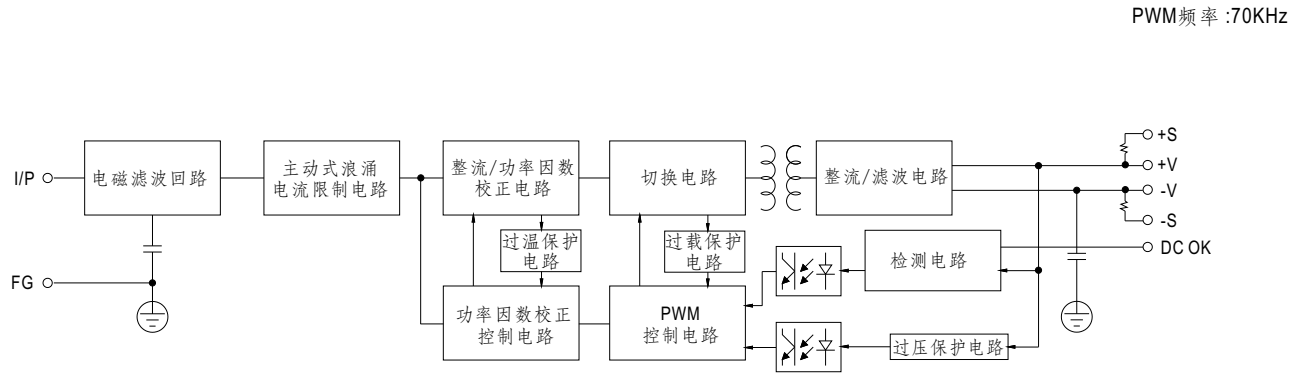 PWM频率 :70KHz
I/P
电磁滤波回路
主动式浪涌
电流限制电路
整流/功率因数
校正电路
切换电路
整流/滤波电路
+S
+V
-V
-S
DC OK
过温保护
电路
过载保护
电路
检测电路
FG
功率因数校正
控制电路
PWM
控制电路
过压保护电路